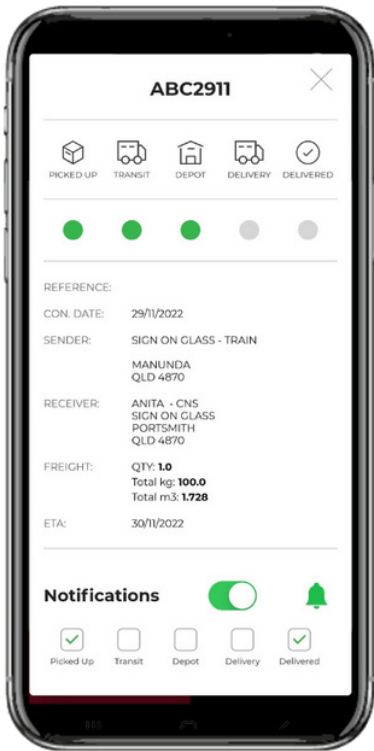 ABC2911
PICKED UP TRANSIT DEPOT DELIVERY DELIVERED
REFERENCE:
CON. DATE: 29/11/2022
SENDER: SIGN ON GLASS - TRAIN
MANUNDA
QLD 4870
RECEIVER: ANITA - CNS
SIGN ON GLASS
PORTSMITH
QLD 4870
FREIGHT: QTY: 1.0
Total kg: 100.0
Total m3: 1.728
ETA: 30/11/2022
Notifications
Picked Up Transit Depot Delivery Delivered